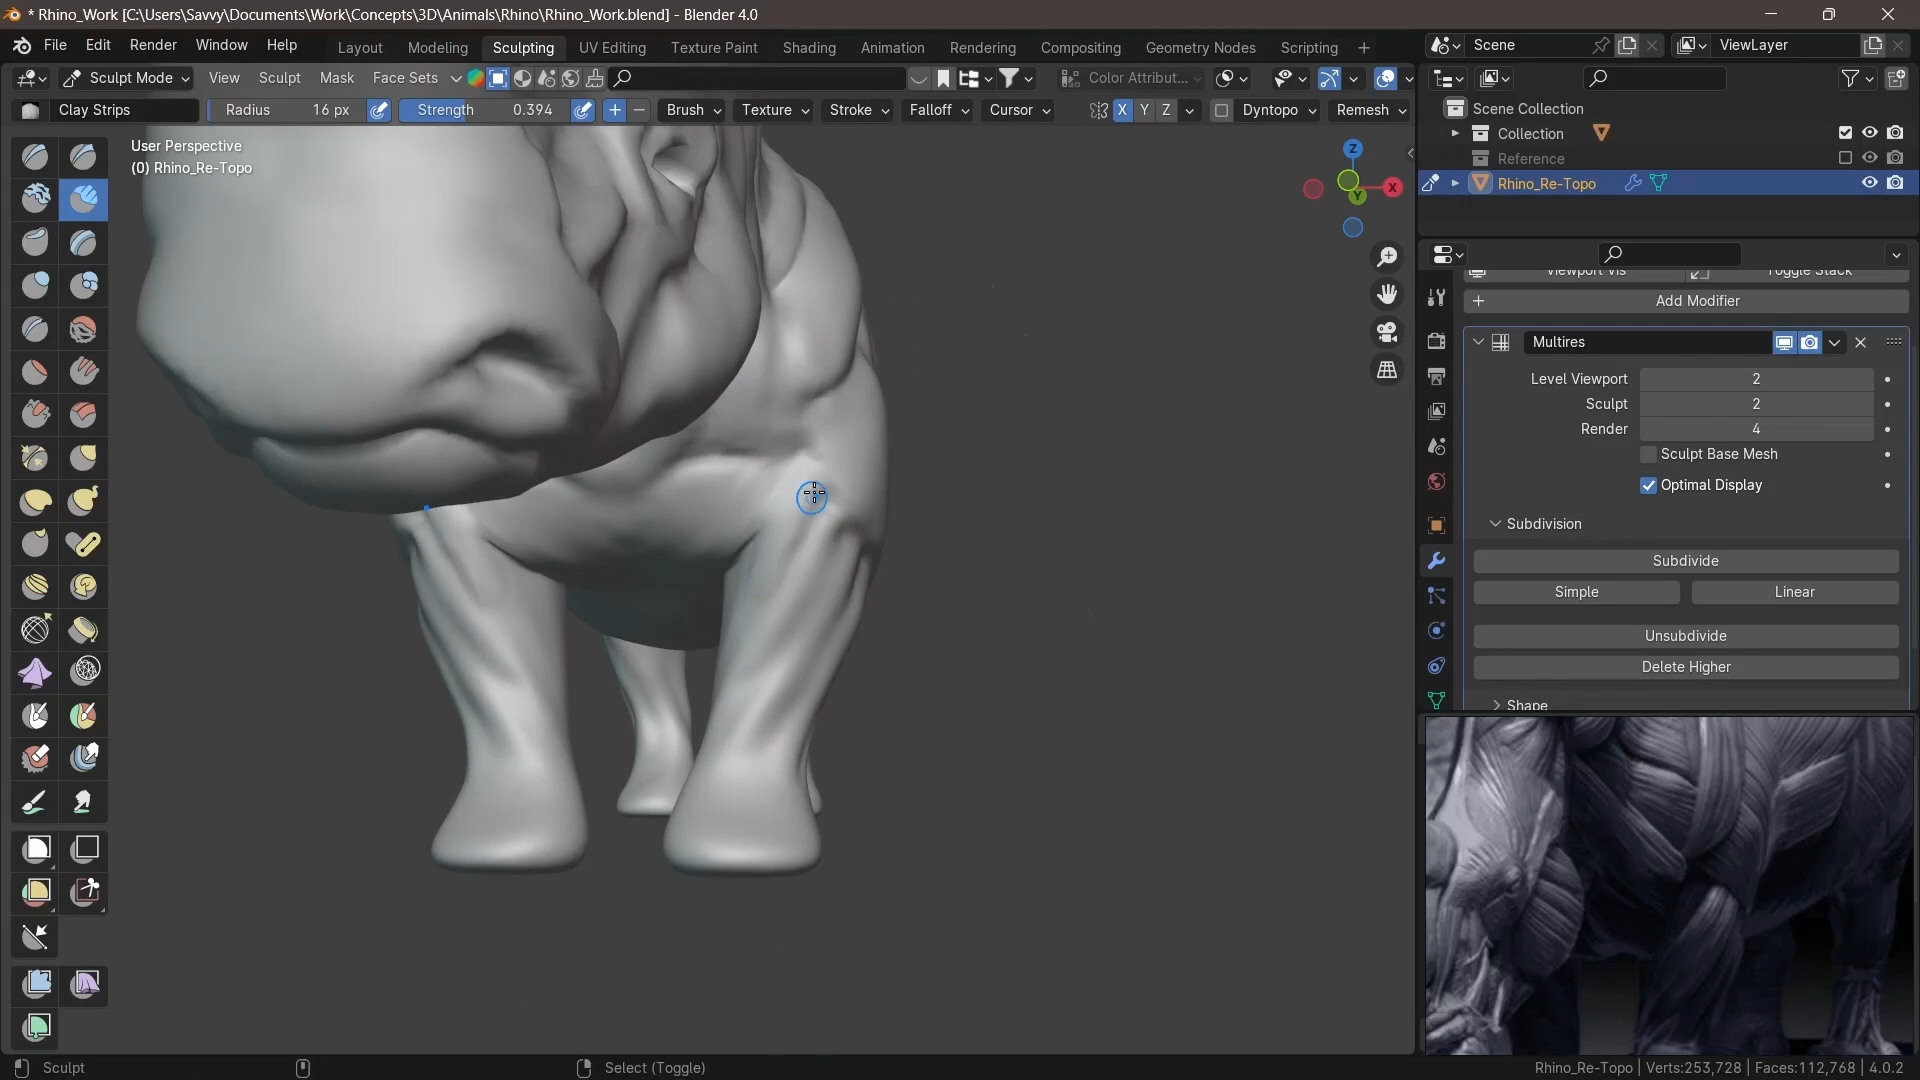 * Rhino_Work [C:\Users\Savvy\Documents\Work\Concepts\3D\Animals\Rhino\Rhino_Work.blend] - Blender 4.0
File Edit Render Window Help Layout Modeling Sculpting UV Editing Texture Paint Shading Animation Rendering Compositing Geometry Nodes Scripting + Scene ViewLayer
Sculpt Mode View Sculpt Mask Face Sets Color Attribut...
Clay Strips Radius 16 px Strength 0.394 Brush Texture Stroke Falloff Cursor X Y Z Dyntopo Remesh
User Perspective
(0) Rhino_Re-Topo
Z
X
Y
Scene Collection
Collection
Reference
Rhino_Re-Topo
Viewport Vis Toggle Stack
Add Modifier
Multires
Level Viewport 2
Sculpt 2
Render 4
Sculpt Base Mesh
Optimal Display
Subdivision
Subdivide
Simple Linear
Unsubdivide
Delete Higher
Shape
Sculpt Select (Toggle) Rhino_Re-Topo | Verts:253,728 | Faces:112,768 | 4.0.2